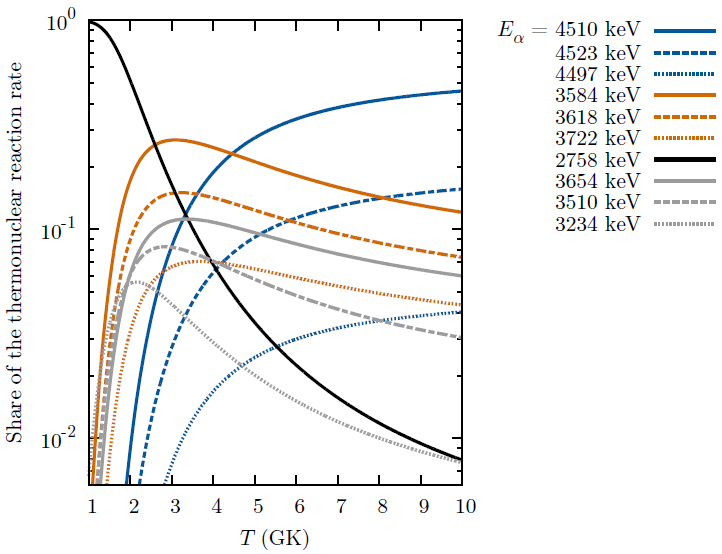 10^0
10^-1
10^-2
Share of the thermonuclear reaction rate
1 2 3 4 5 6 7 8 9 10
T (GK)
E_α = 4510 keV
4523 keV
4497 keV
3584 keV
3618 keV
3722 keV
2758 keV
3654 keV
3510 keV
3234 keV